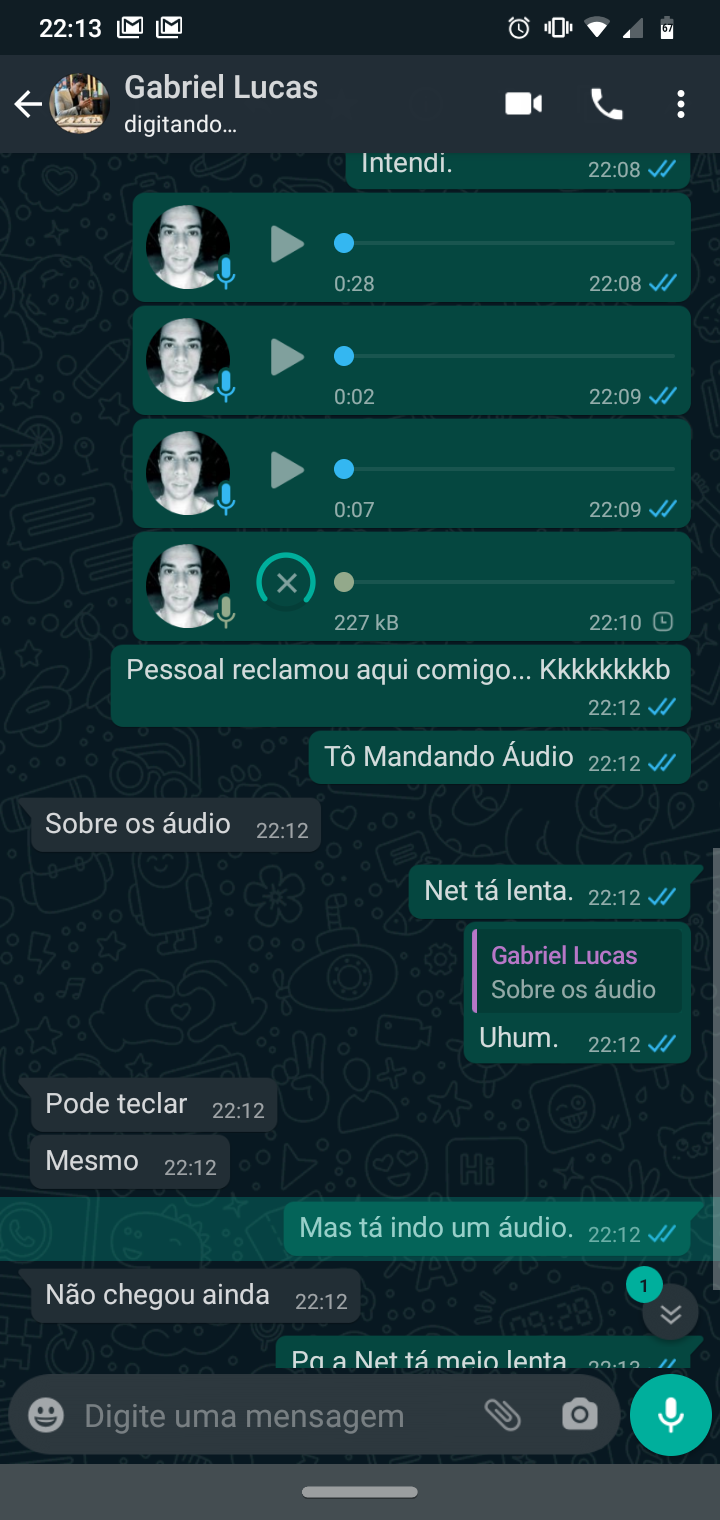 22:13
67
Gabriel Lucas
digitando...
Intendi.
22:08
0:28
22:08
0:02
22:09
0:07
22:09
227 kB
22:10
Pessoal reclamou aqui comigo... Kkkkkkkkb
22:12
Tô Mandando Áudio 22:12
Sobre os áudio 22:12
Net tá lenta. 22:12
Gabriel Lucas
Sobre os áudio
Uhum. 22:12
Pode teclar 22:12
Mesmo 22:12
Mas tá indo um áudio. 22:12
Não chegou ainda 22:12
1
Pq a Net tá meio lenta 22:13
Digite uma mensagem